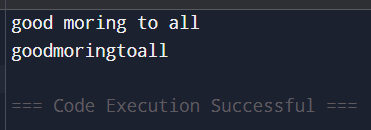 good moring to all
goodmoringtoall
=== Code Execution Successful ===